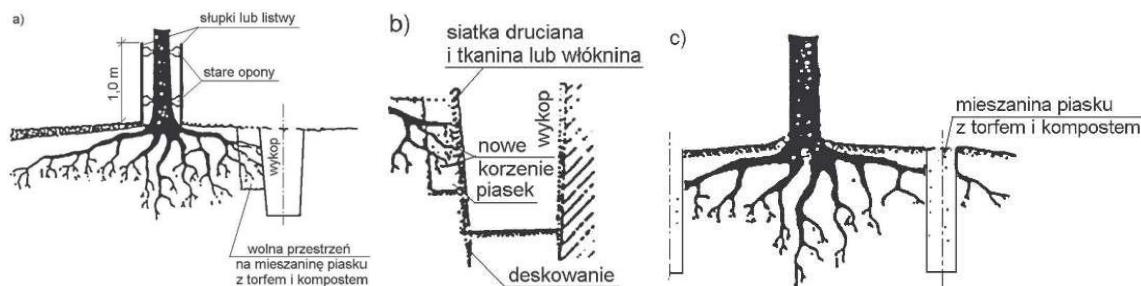 a)
słupki lub listwy
stare opony
1,0 m
wykop
wolna przestrzeń
na mieszaninę piasku
z torfem i kompostem
b)
siatka druciana
i tkanina lub włóknina
wykop
nowe
korzenie
piasek
deskowanie
c)
mieszanina piasku
z torfem i kompostem